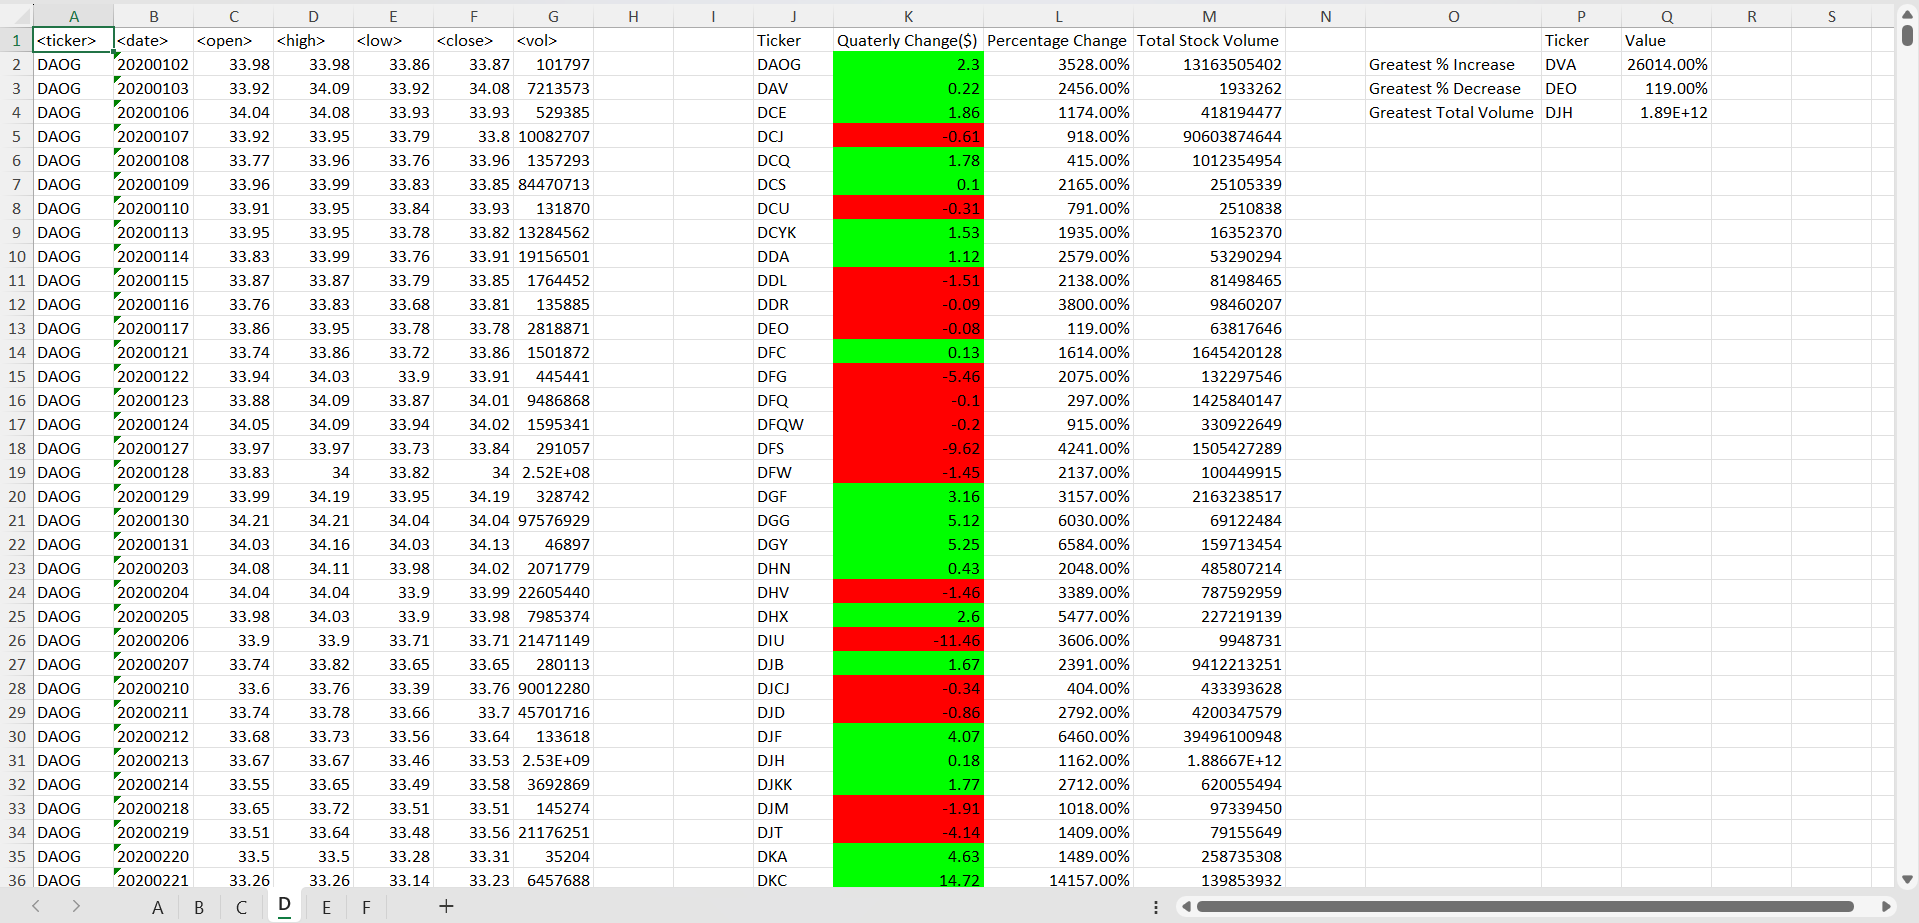 A B C D E F G H I J K L M N O P Q R S
1 <ticker> <date> <open> <high> <low> <close> <vol> Ticker Quaterly Change($) Percentage Change Total Stock Volume Ticker Value
2 DAOG 20200102 33.98 33.98 33.86 33.87 101797 DAOG 2.3 3528.00% 13163505402 Greatest % Increase DVA 26014.00%
3 DAOG 20200103 33.92 34.09 33.92 34.08 7213573 DAV 0.22 2456.00% 1933262 Greatest % Decrease DEO 119.00%
4 DAOG 20200106 34.04 34.08 33.93 33.93 529385 DCE 1.86 1174.00% 418194477 Greatest Total Volume DJH 1.89E+12
5 DAOG 20200107 33.92 33.95 33.79 33.8 10082707 DCJ -0.61 918.00% 90603874644
6 DAOG 20200108 33.77 33.96 33.76 33.96 1357293 DCQ 1.78 415.00% 1012354954
7 DAOG 20200109 33.96 33.99 33.83 33.85 84470713 DCS 0.1 2165.00% 25105339
8 DAOG 20200110 33.91 33.95 33.84 33.93 131870 DCU -0.31 791.00% 2510838
9 DAOG 20200113 33.95 33.95 33.78 33.82 13284562 DCYK 1.53 1935.00% 16352370
10 DAOG 20200114 33.83 33.99 33.76 33.91 19156501 DDA 1.12 2579.00% 53290294
11 DAOG 20200115 33.87 33.87 33.79 33.85 1764452 DDL -1.51 2138.00% 81498465
12 DAOG 20200116 33.76 33.83 33.68 33.81 135885 DDR -0.09 3800.00% 98460207
13 DAOG 20200117 33.86 33.95 33.78 33.78 2818871 DEO -0.08 119.00% 63817646
14 DAOG 20200121 33.74 33.86 33.72 33.86 1501872 DFC 0.13 1614.00% 1645420128
15 DAOG 20200122 33.94 34.03 33.9 33.91 445441 DFG -5.46 2075.00% 132297546
16 DAOG 20200123 33.88 34.09 33.87 34.01 9486868 DFQ -0.1 297.00% 1425840147
17 DAOG 20200124 34.05 34.09 33.94 34.02 1595341 DFQW -0.2 915.00% 330922649
18 DAOG 20200127 33.97 33.97 33.73 33.84 291057 DFS -9.62 4241.00% 1505427289
19 DAOG 20200128 33.83 34 33.82 34 2.52E+08 DFW -1.45 2137.00% 100449915
20 DAOG 20200129 33.99 34.19 33.95 34.19 328742 DGF 3.16 3157.00% 2163238517
21 DAOG 20200130 34.21 34.21 34.04 34.04 97576929 DGG 5.12 6030.00% 69122484
22 DAOG 20200131 34.03 34.16 34.03 34.13 46897 DGY 5.25 6584.00% 159713454
23 DAOG 20200203 34.08 34.11 33.98 34.02 2071779 DHN 0.43 2048.00% 485807214
24 DAOG 20200204 34.04 34.04 33.9 33.99 22605440 DHV -1.46 3389.00% 787592959
25 DAOG 20200205 33.98 34.03 33.9 33.98 7985374 DHX 2.6 5477.00% 227219139
26 DAOG 20200206 33.9 33.9 33.71 33.71 21471149 DIU -11.46 3606.00% 9948731
27 DAOG 20200207 33.74 33.82 33.65 33.65 280113 DJB 1.67 2391.00% 9412213251
28 DAOG 20200210 33.6 33.76 33.39 33.76 90012280 DJCJ -0.34 404.00% 433393628
29 DAOG 20200211 33.74 33.78 33.66 33.7 45701716 DJD -0.86 2792.00% 4200347579
30 DAOG 20200212 33.68 33.73 33.56 33.64 133618 DJF 4.07 6460.00% 39496100948
31 DAOG 20200213 33.67 33.67 33.46 33.53 2.53E+09 DJH 0.18 1162.00% 1.88667E+12
32 DAOG 20200214 33.55 33.65 33.49 33.58 3692869 DJKK 1.77 2712.00% 620055494
33 DAOG 20200218 33.65 33.72 33.51 33.51 145274 DJM -1.91 1018.00% 97339450
34 DAOG 20200219 33.51 33.64 33.48 33.56 21176251 DJT -4.14 1409.00% 79155649
35 DAOG 20200220 33.5 33.5 33.28 33.31 35204 DKA 4.63 1489.00% 258735308
36 DAOG 20200221 33.26 33.26 33.14 33.23 6457688 DKC 14.72 14157.00% 139853932
A B C D E F